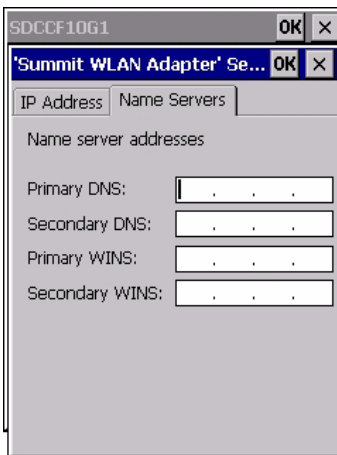 SDCCF10G1 OK ×
'Summit WLAN Adapter' Se... OK ×
IP Address Name Servers
Name server addresses
Primary DNS: . . .
Secondary DNS: . . .
Primary WINS: . . .
Secondary WINS: . . .